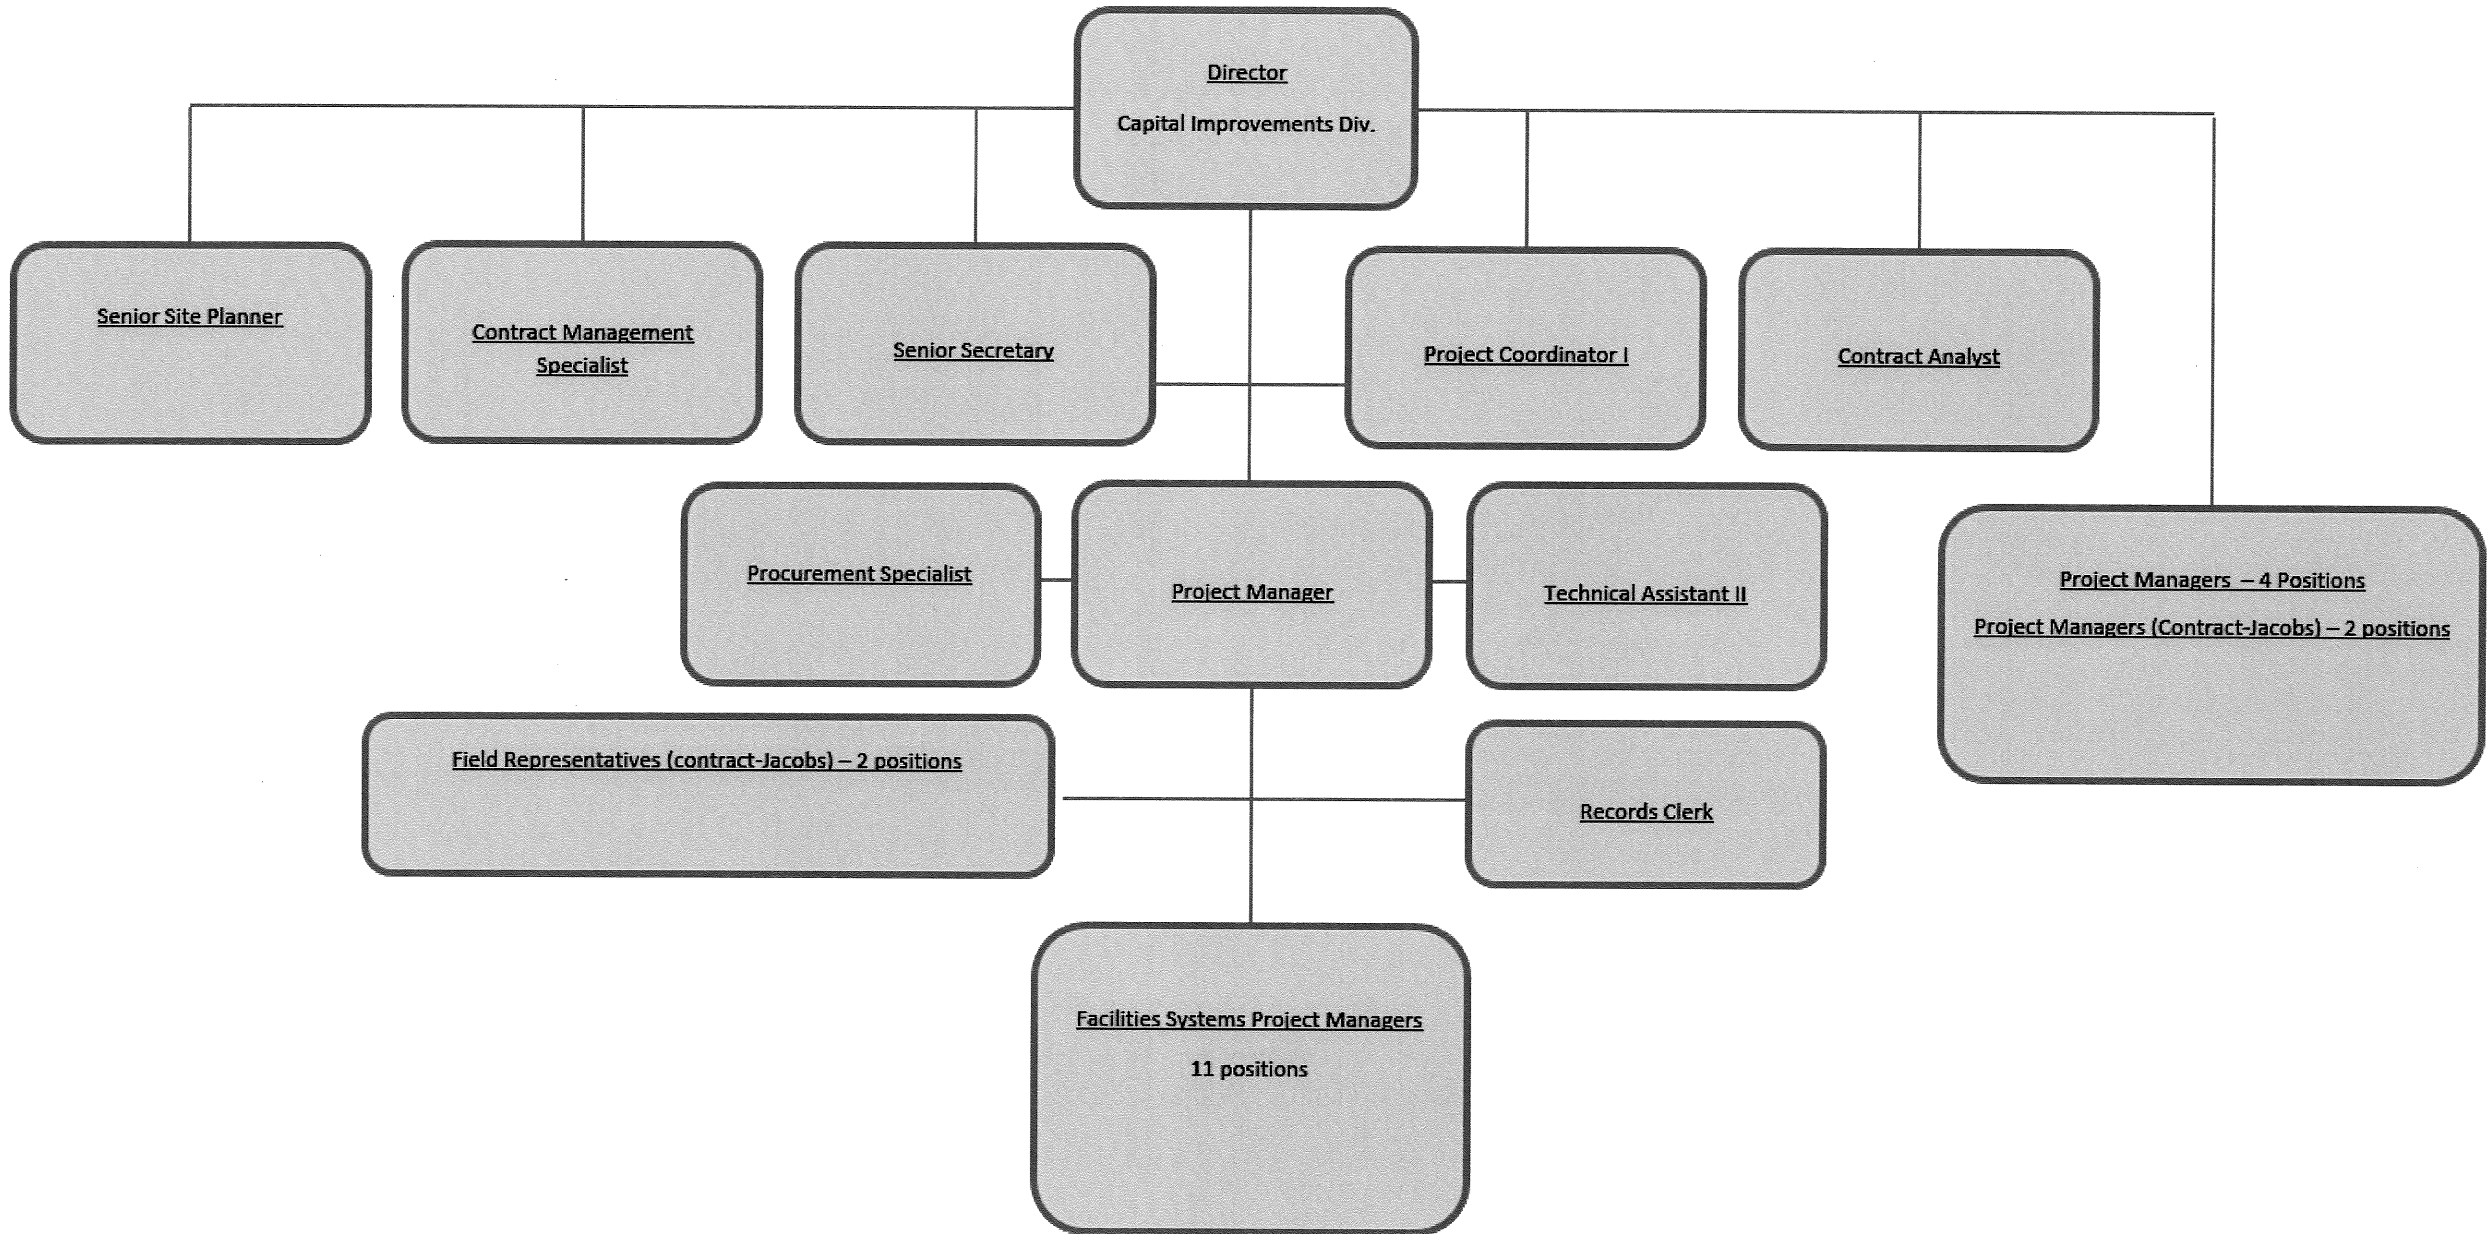 Director
Capital Improvements Div.
Senior Site Planner
Contract Management
Specialist
Senior Secretary
Project Coordinator I
Contract Analyst
Procurement Specialist
Project Manager
Technical Assistant II
Project Managers – 4 Positions
Project Managers (Contract-Jacobs) – 2 positions
Field Representatives (contract-Jacobs) – 2 positions
Records Clerk
Facilities Systems Project Managers
11 positions